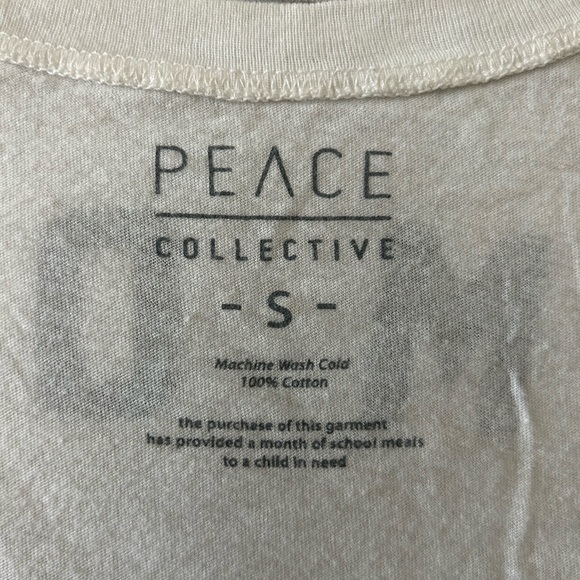 PEACE
COLLECTIVE
- S -
Machine Wash Cold
100% Cotton
the purchase of this garment
has provided a month of school meals
to a child in need